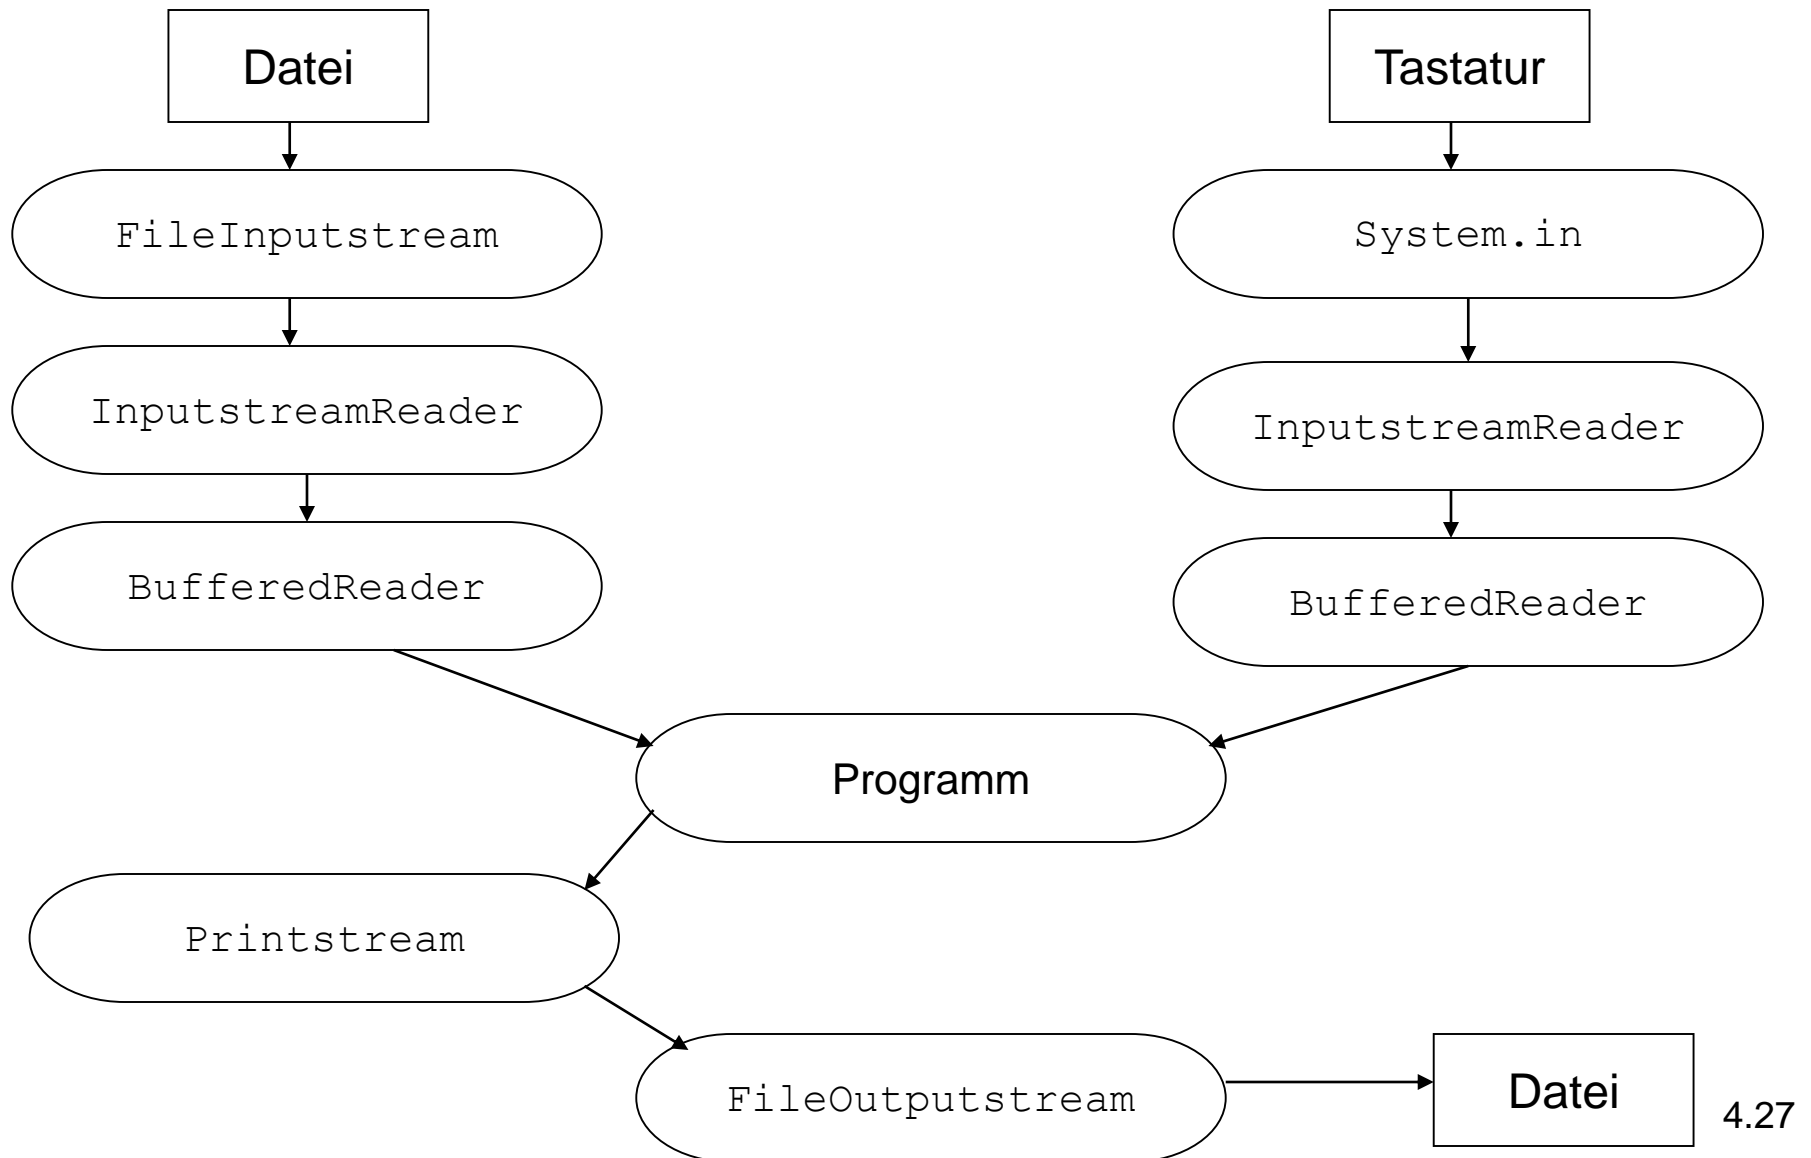 Datei
Tastatur
FileInputstream
System.in
InputstreamReader
InputstreamReader
BufferedReader
BufferedReader
Programm
Printstream
FileOutputstream
Datei
4.27